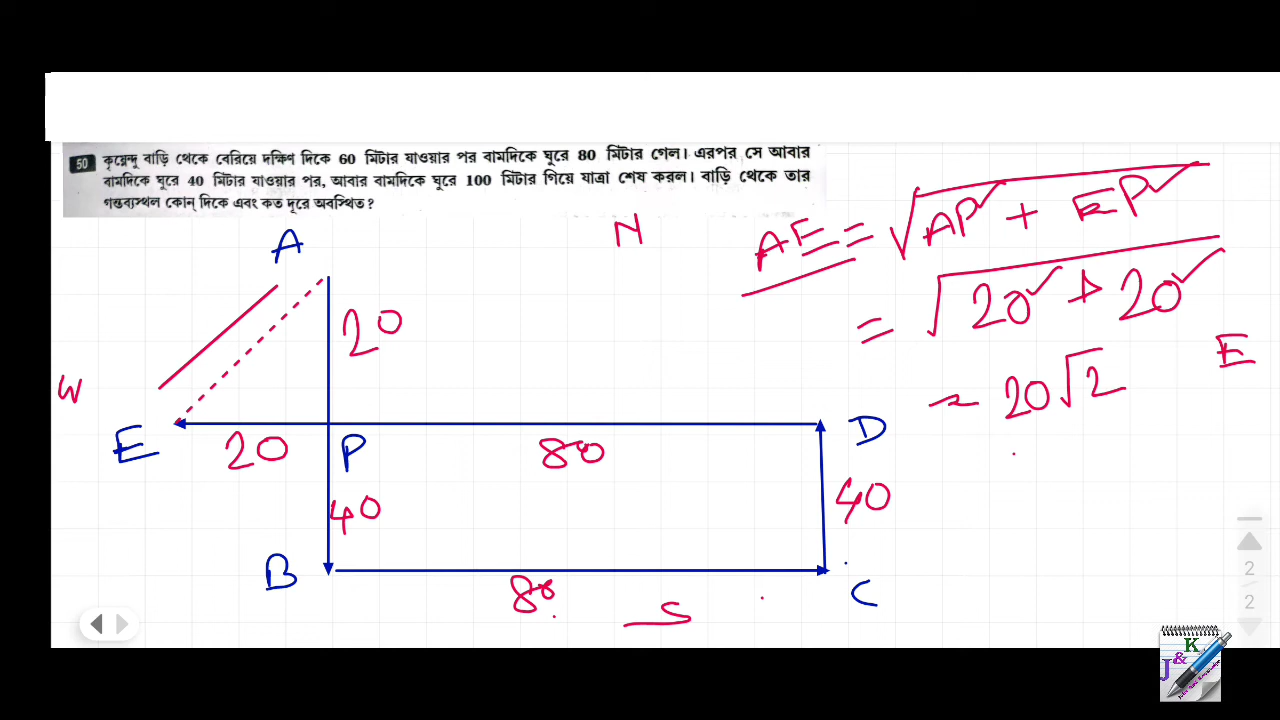 50 কৃষ্ণেন্দু বাড়ি থেকে বেরিয়ে দক্ষিণ দিকে 60 মিটার যাওয়ার পর বামদিকে ঘুরে 80 মিটার গেল। এরপর সে আবার
বামদিকে ঘুরে 40 মিটার যাওয়ার পর, আবার বামদিকে ঘুরে 100 মিটার গিয়ে যাত্রা শেষ করল। বাড়ি থেকে তার
গন্তব্যস্থল কোন্ দিকে এবং কত দূরে অবস্থিত?
N
A
AE = √AP² + EP²
20
= √20² + 20²
E
W
= 20√2
E
20
P
80
D
40
40
B
80
C
S
2
2
J & K